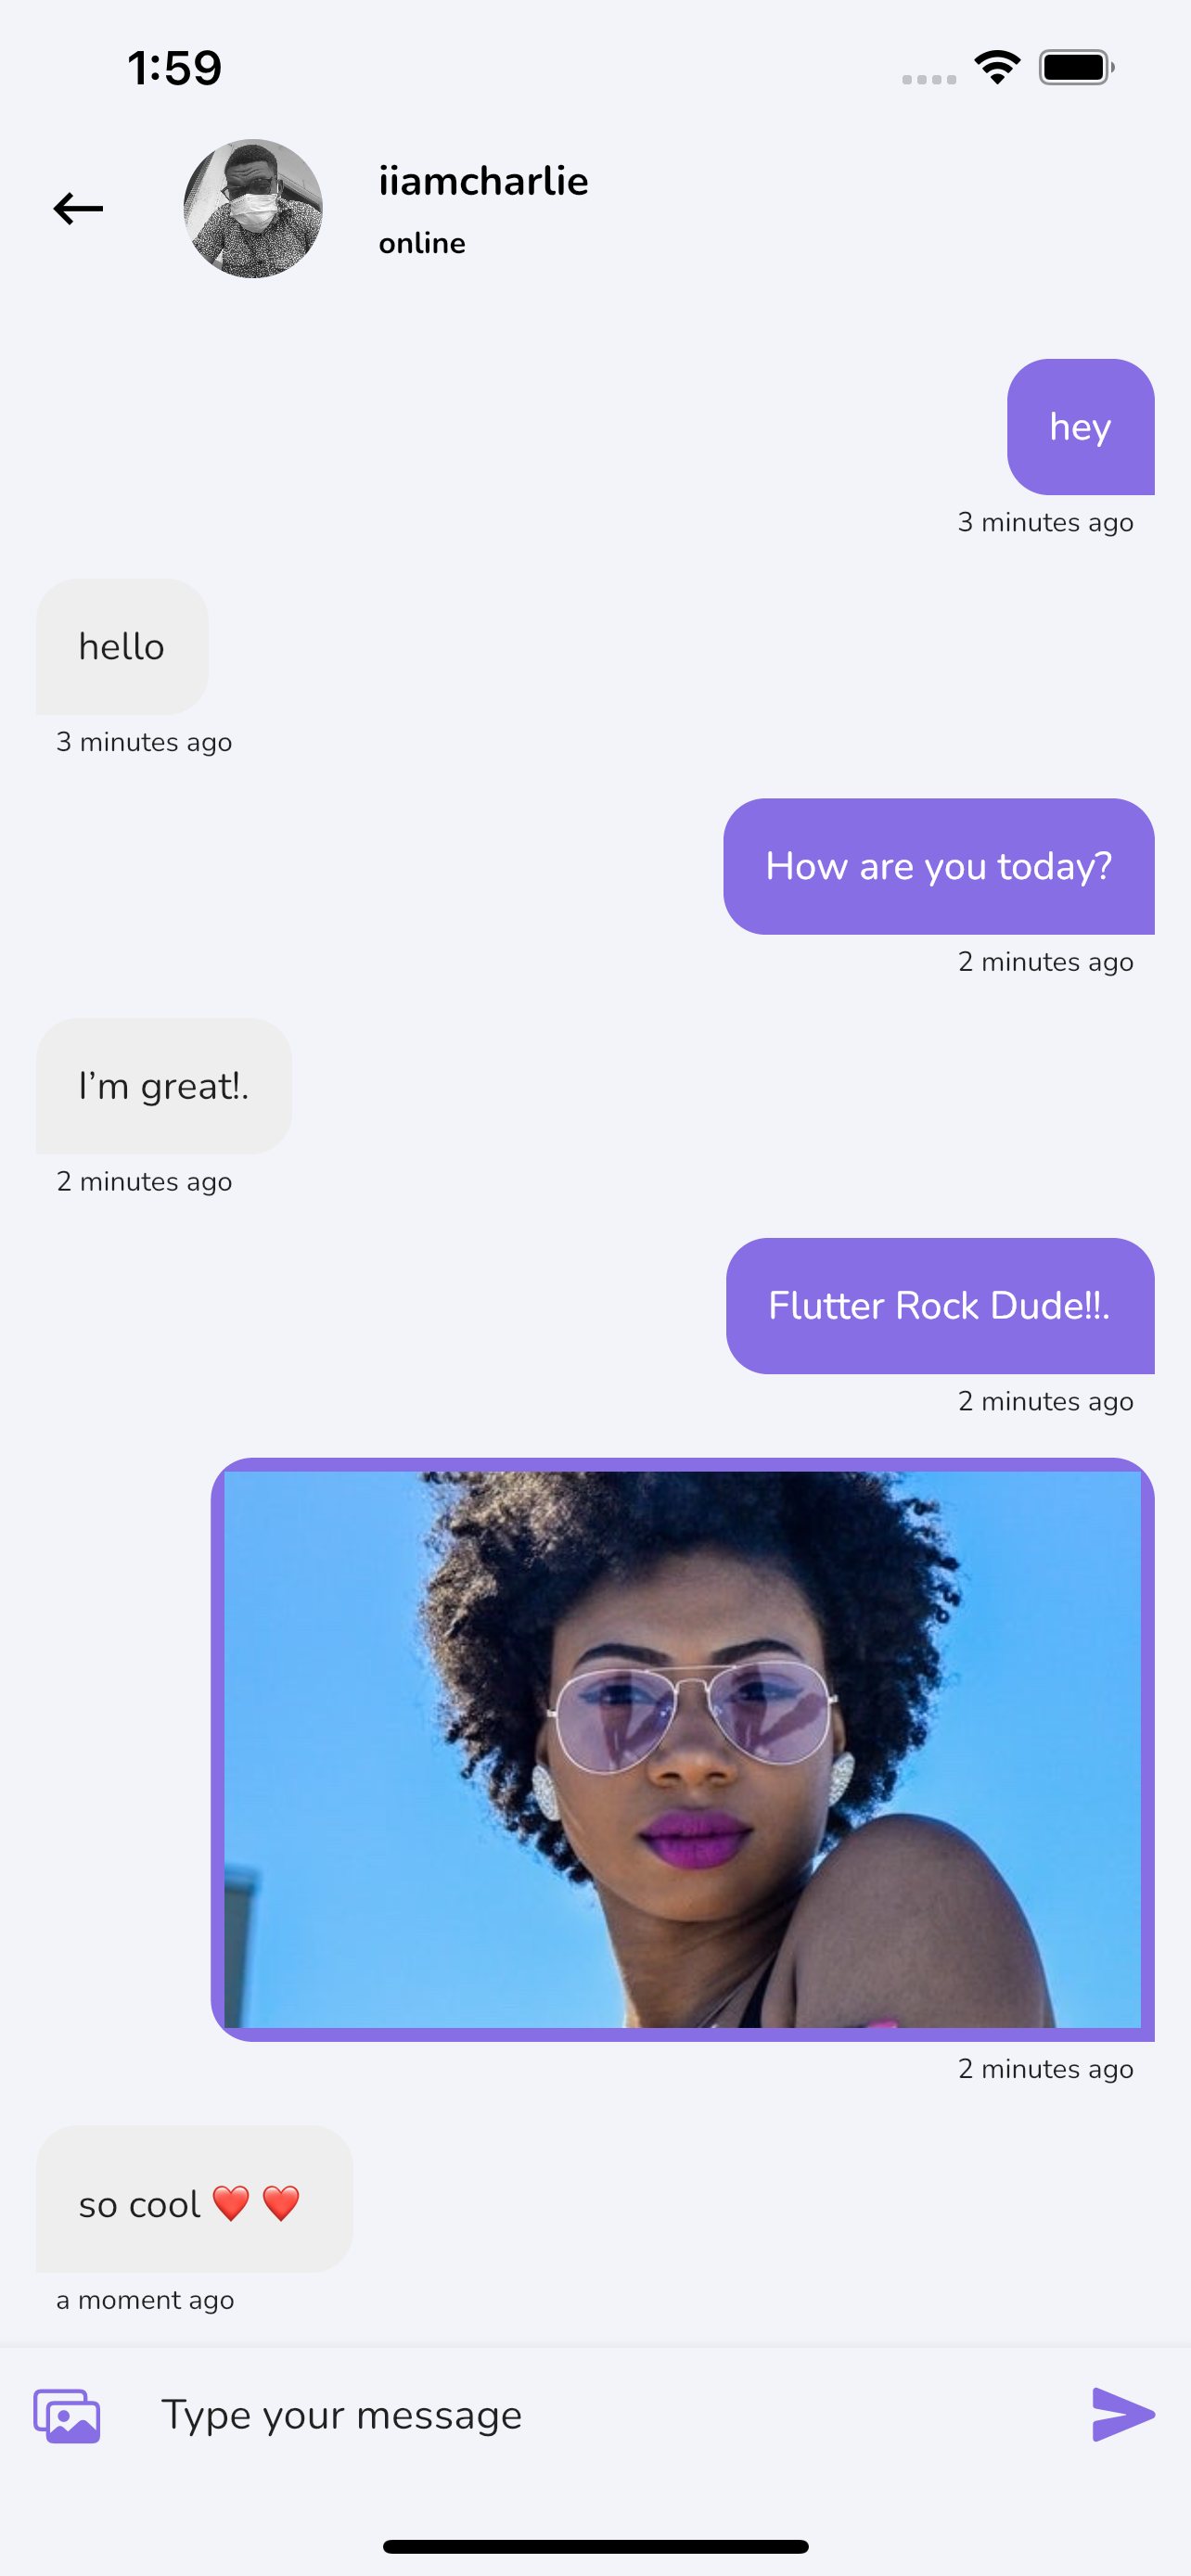 1:59
iiamcharlie
online
hey
3 minutes ago
hello
3 minutes ago
How are you today?
2 minutes ago
I’m great!.
2 minutes ago
Flutter Rock Dude!!.
2 minutes ago
2 minutes ago
so cool ❤️ ❤️
a moment ago
Type your message